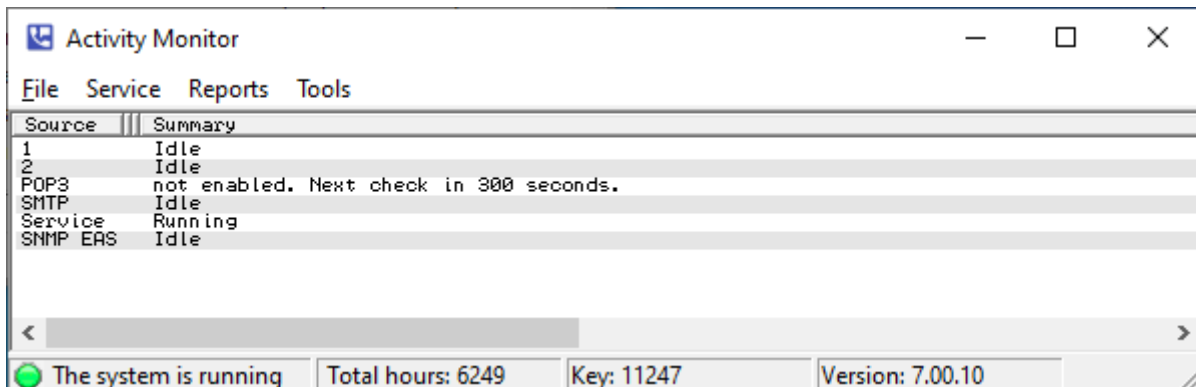 Activity Monitor
File Service Reports Tools
Source Summary
1 Idle
2 Idle
POP3 not enabled. Next check in 300 seconds.
SMTP Idle
Service Running
SNMP EAS Idle
The system is running Total hours: 6249 Key: 11247 Version: 7.00.10